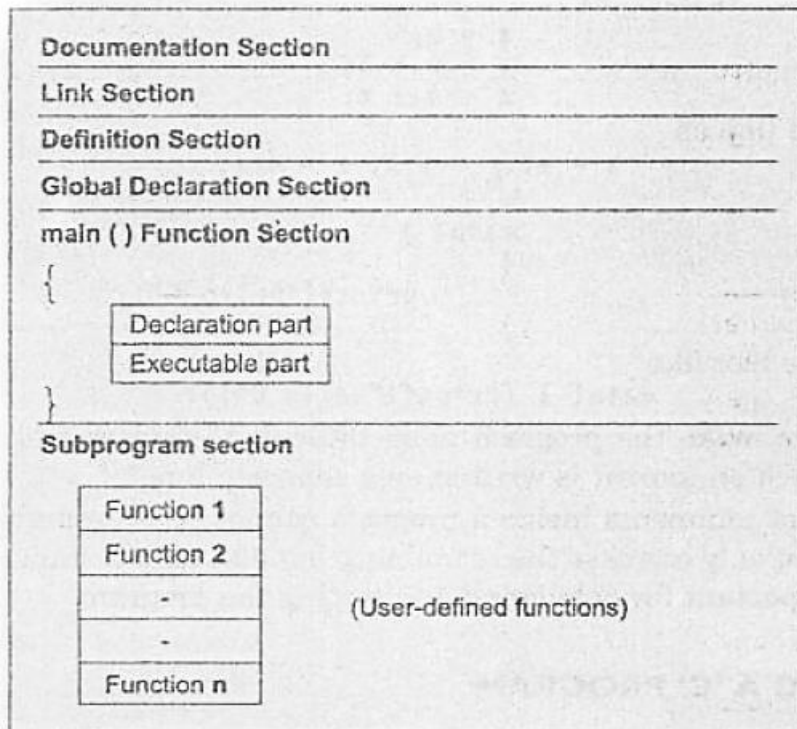 Documentation Section
Link Section
Definition Section
Global Declaration Section
main ( ) Function Section
{
Declaration part
Executable part
}
Subprogram section
Function 1
Function 2
-
-
(User-defined functions)
Function n